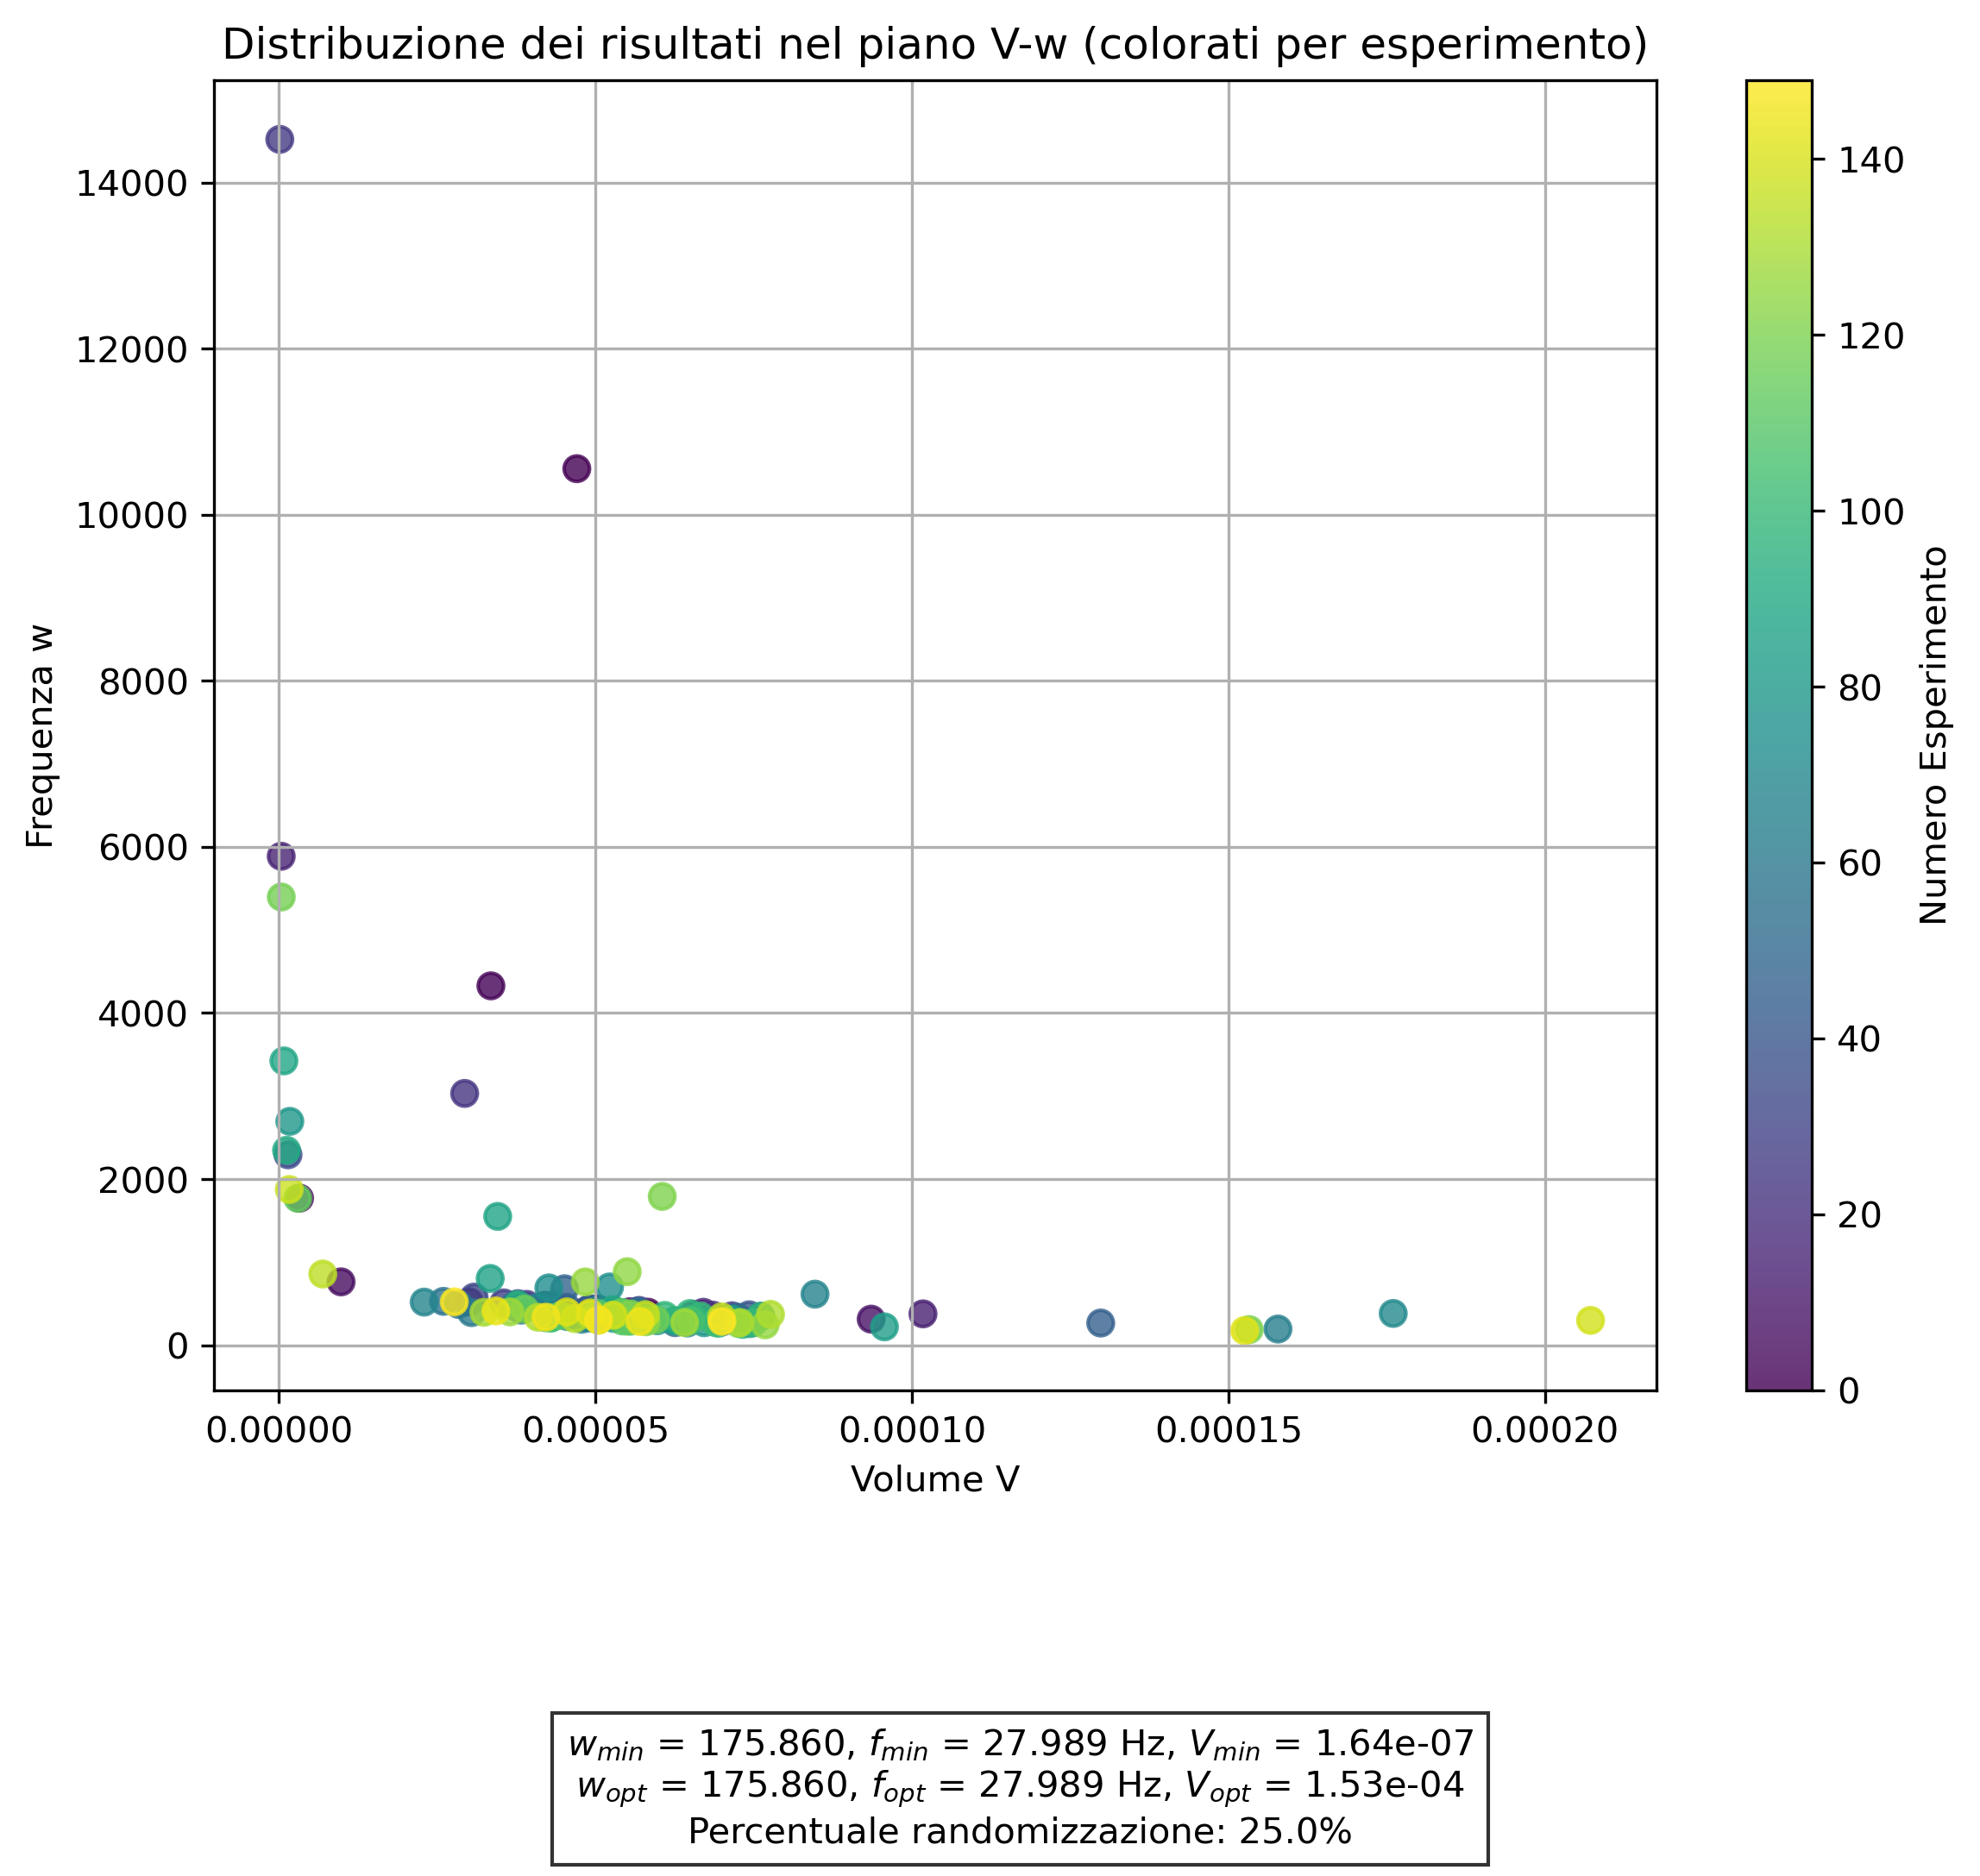 Distribuzione dei risultati nel piano V-w (colorati per esperimento)
14000
12000
10000
8000
6000
4000
2000
0
Frequenza w
0.00000 0.00005 0.00010 0.00015 0.00020
Volume V
140
120
100
80
60
40
20
0
Numero Esperimento
w_min = 175.860, f_min = 27.989 Hz, V_min = 1.64e-07
w_opt = 175.860, f_opt = 27.989 Hz, V_opt = 1.53e-04
Percentuale randomizzazione: 25.0%